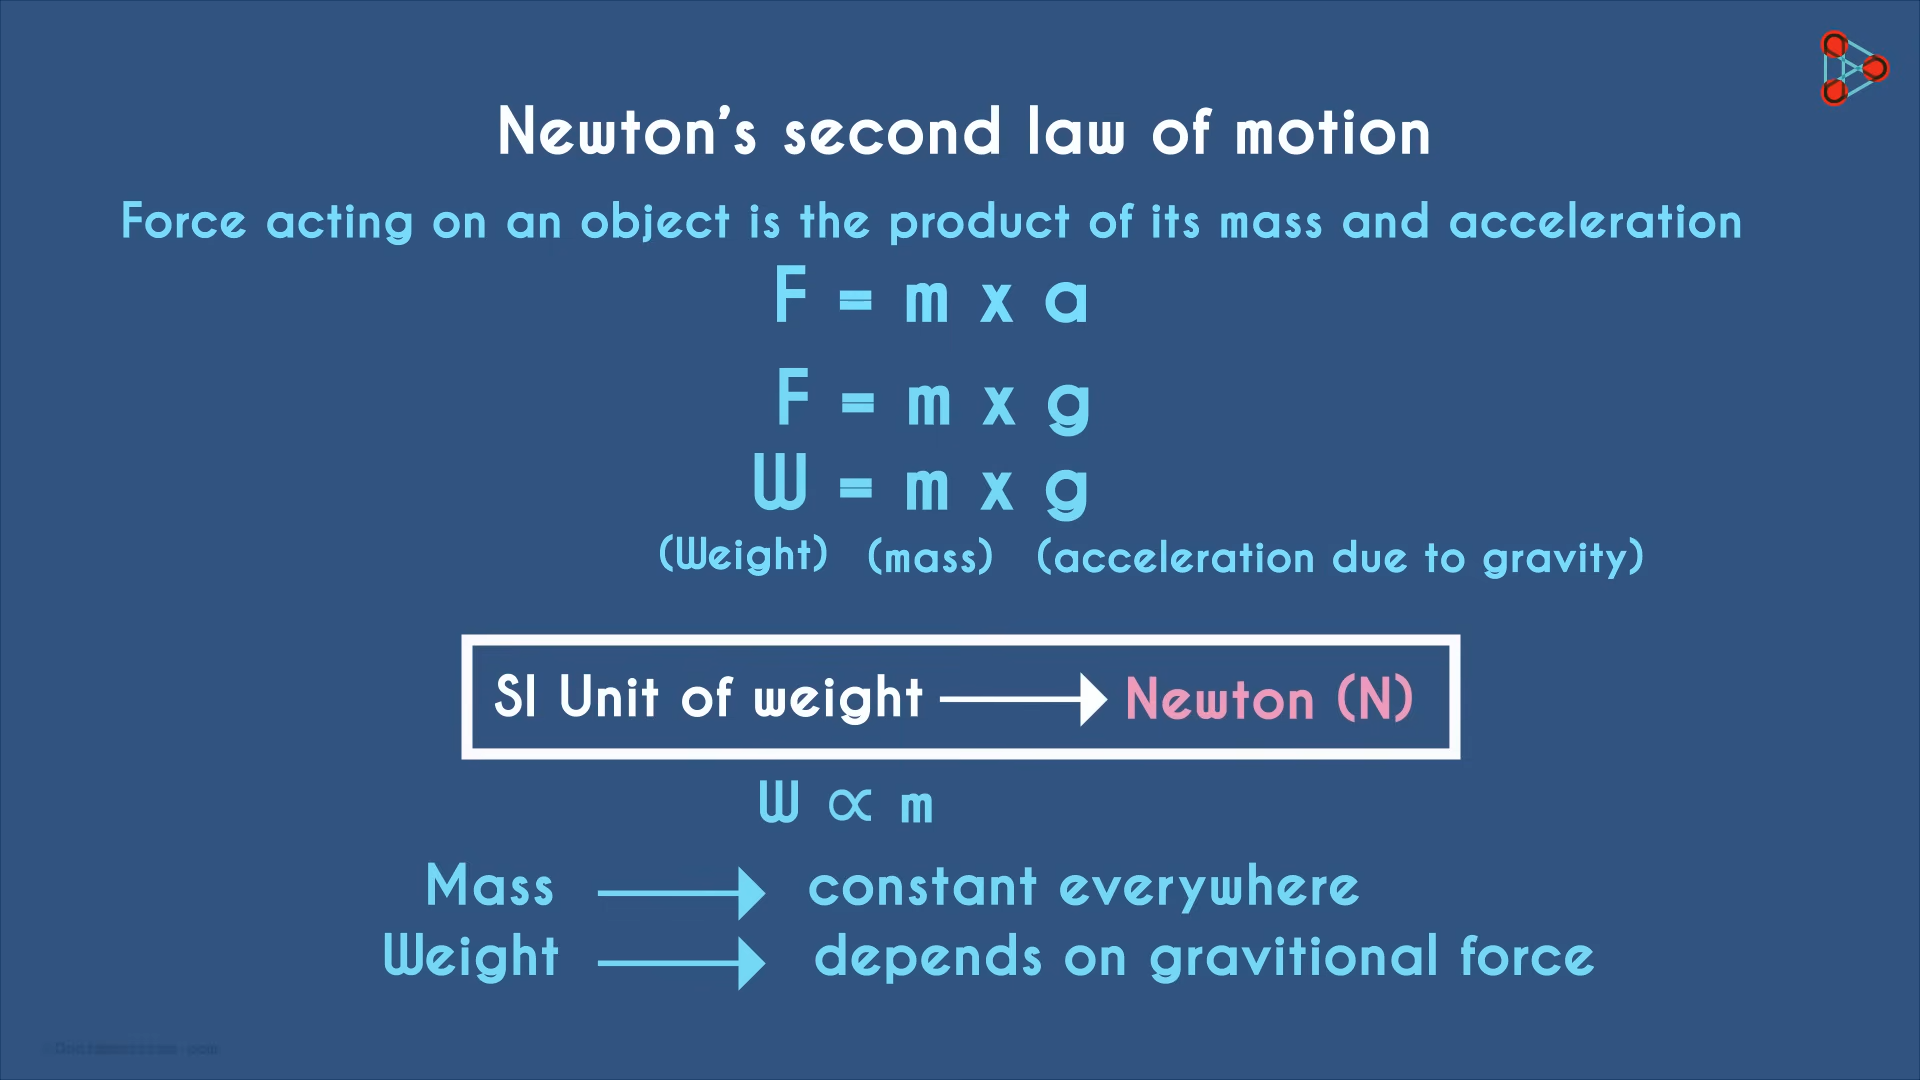 Newton's second law of motion
Force acting on an object is the product of its mass and acceleration
F = m x a
F = m x g
W = m x g
(Weight) (mass) (acceleration due to gravity)
SI Unit of weight → Newton (N)
W ∝ m
Mass → constant everywhere
Weight → depends on gravitional force